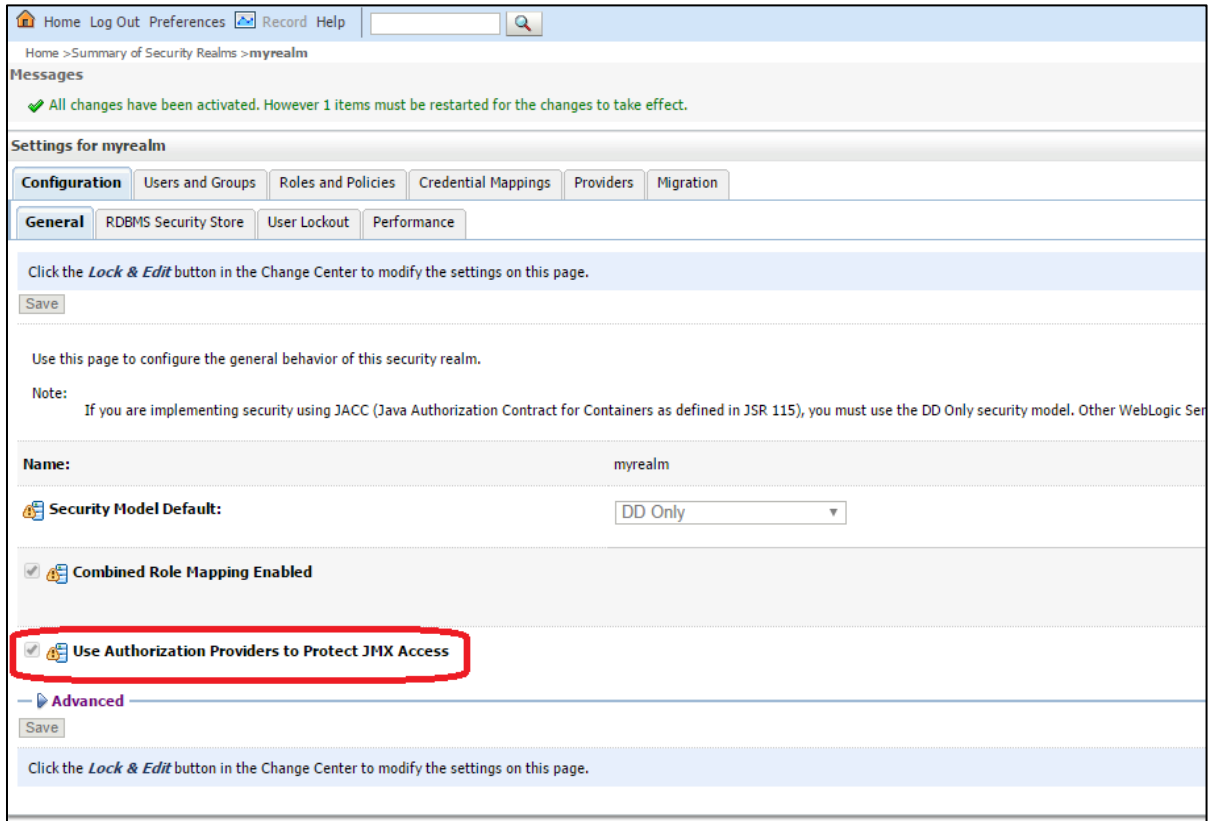 Home Log Out Preferences Record Help
Home >Summary of Security Realms >myrealm
Messages
All changes have been activated. However 1 items must be restarted for the changes to take effect.
Settings for myrealm
Configuration Users and Groups Roles and Policies Credential Mappings Providers Migration
General RDBMS Security Store User Lockout Performance
Click the Lock & Edit button in the Change Center to modify the settings on this page.
Save
Use this page to configure the general behavior of this security realm.
Note:
If you are implementing security using JACC (Java Authorization Contract for Containers as defined in JSR 115), you must use the DD Only security model. Other WebLogic Ser
Name: myrealm
Security Model Default: DD Only
Combined Role Mapping Enabled
Use Authorization Providers to Protect JMX Access
Advanced
Save
Click the Lock & Edit button in the Change Center to modify the settings on this page.